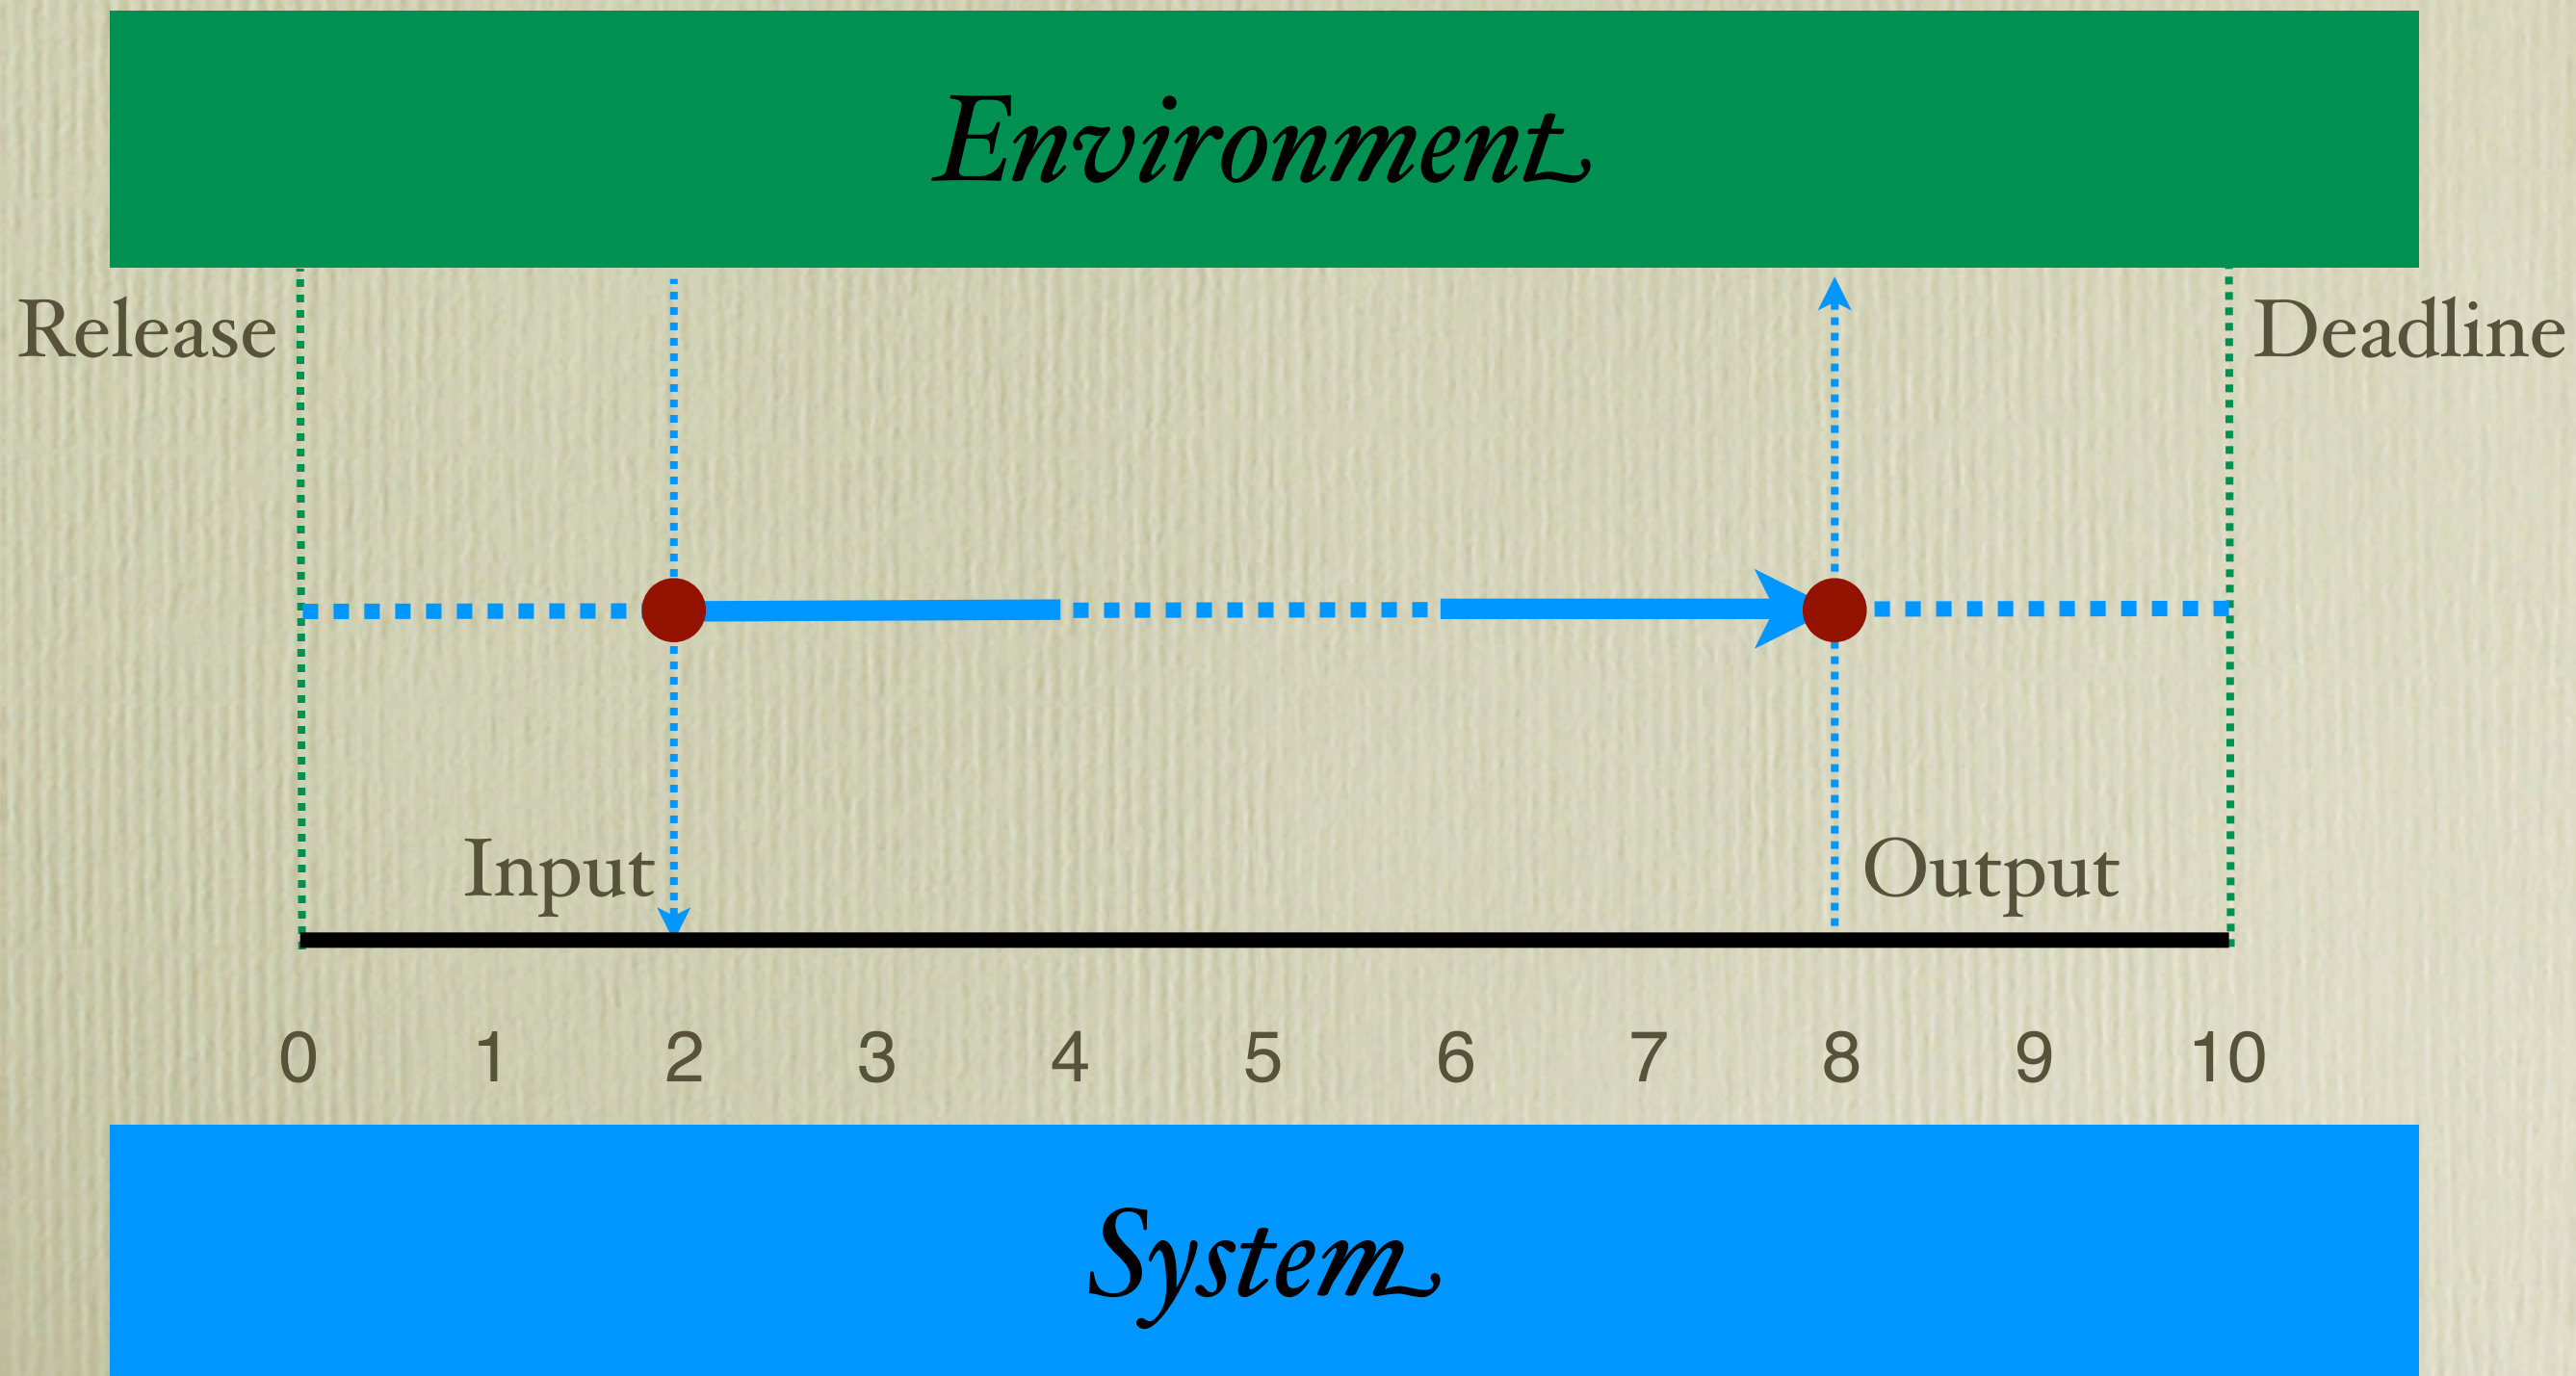 Environment
Release
Deadline
Input
Output
0 1 2 3 4 5 6 7 8 9 10
System